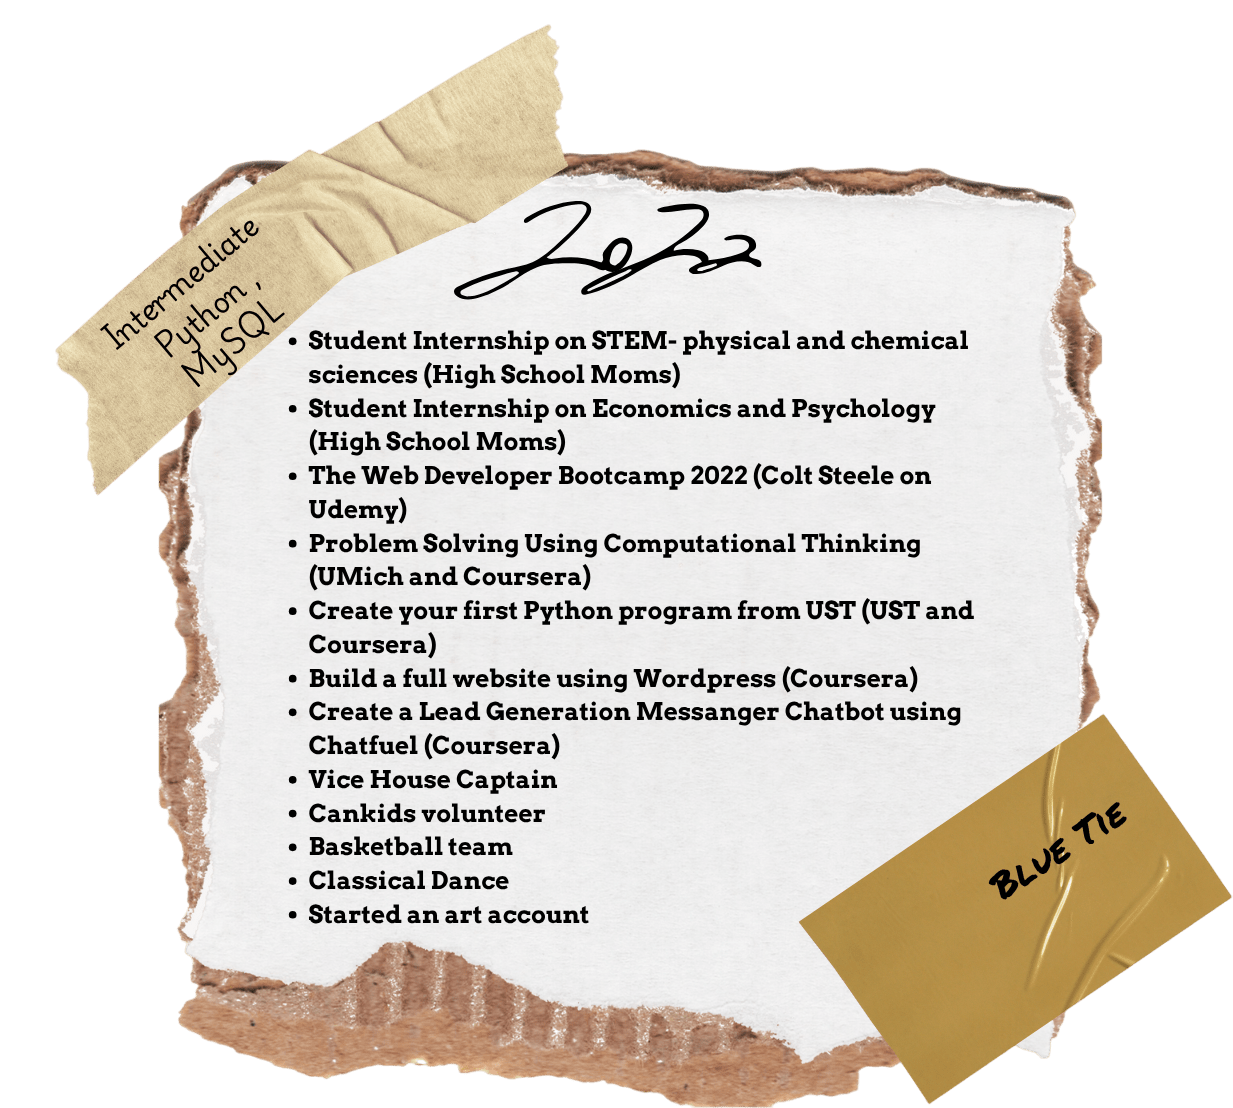 Intermediate
Python ,
MySQL
2022
Student Internship on STEM- physical and chemical
sciences (High School Moms)
Student Internship on Economics and Psychology
(High School Moms)
The Web Developer Bootcamp 2022 (Colt Steele on
Udemy)
Problem Solving Using Computational Thinking
(UMich and Coursera)
Create your first Python program from UST (UST and
Coursera)
Build a full website using Wordpress (Coursera)
Create a Lead Generation Messanger Chatbot using
Chatfuel (Coursera)
Vice House Captain
Cankids volunteer
Basketball team
Classical Dance
Started an art account
Blue Tie